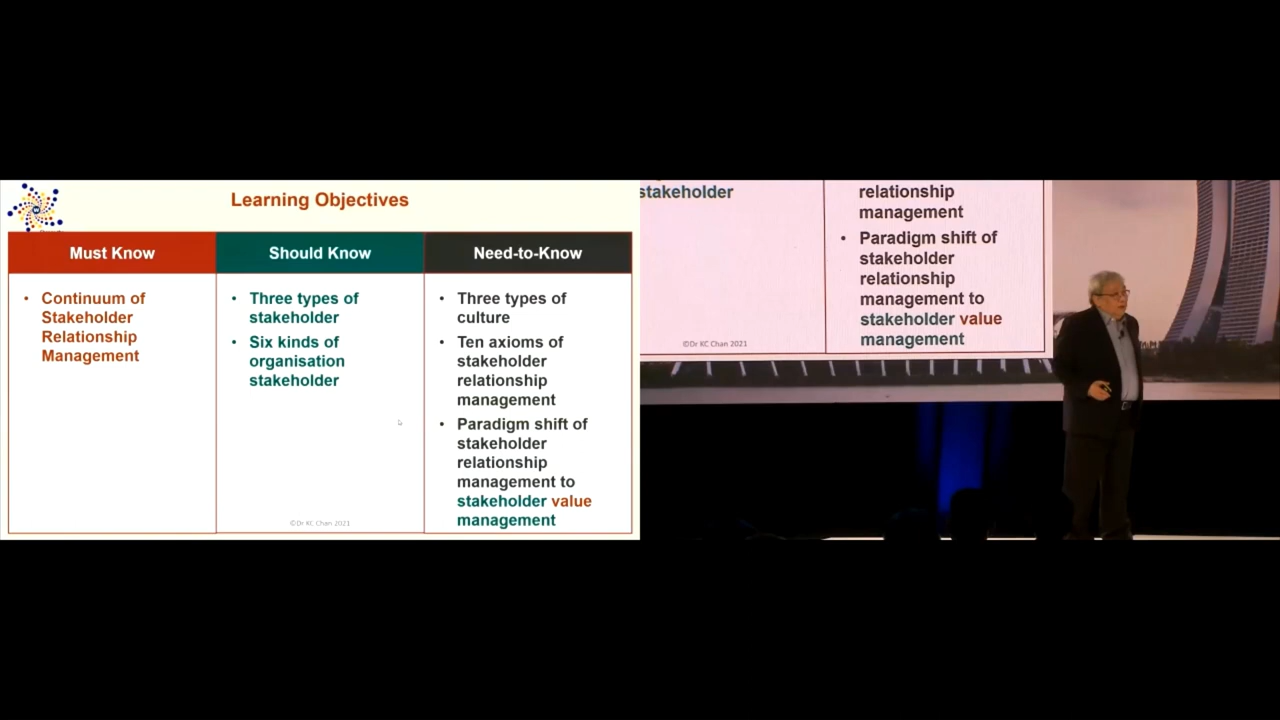 Learning Objectives
Must Know
Should Know
Need-to-Know
• Continuum of
Stakeholder
Relationship
Management
• Three types of
stakeholder
• Six kinds of
organisation
stakeholder
• Three types of
culture
• Ten axioms of
stakeholder
relationship
management
• Paradigm shift of
stakeholder
relationship
management to
stakeholder value
management
©Dr KC Chan 2021
stakeholder
relationship
management
• Paradigm shift of
stakeholder
relationship
management to
stakeholder value
management
©Dr KC Chan 2021